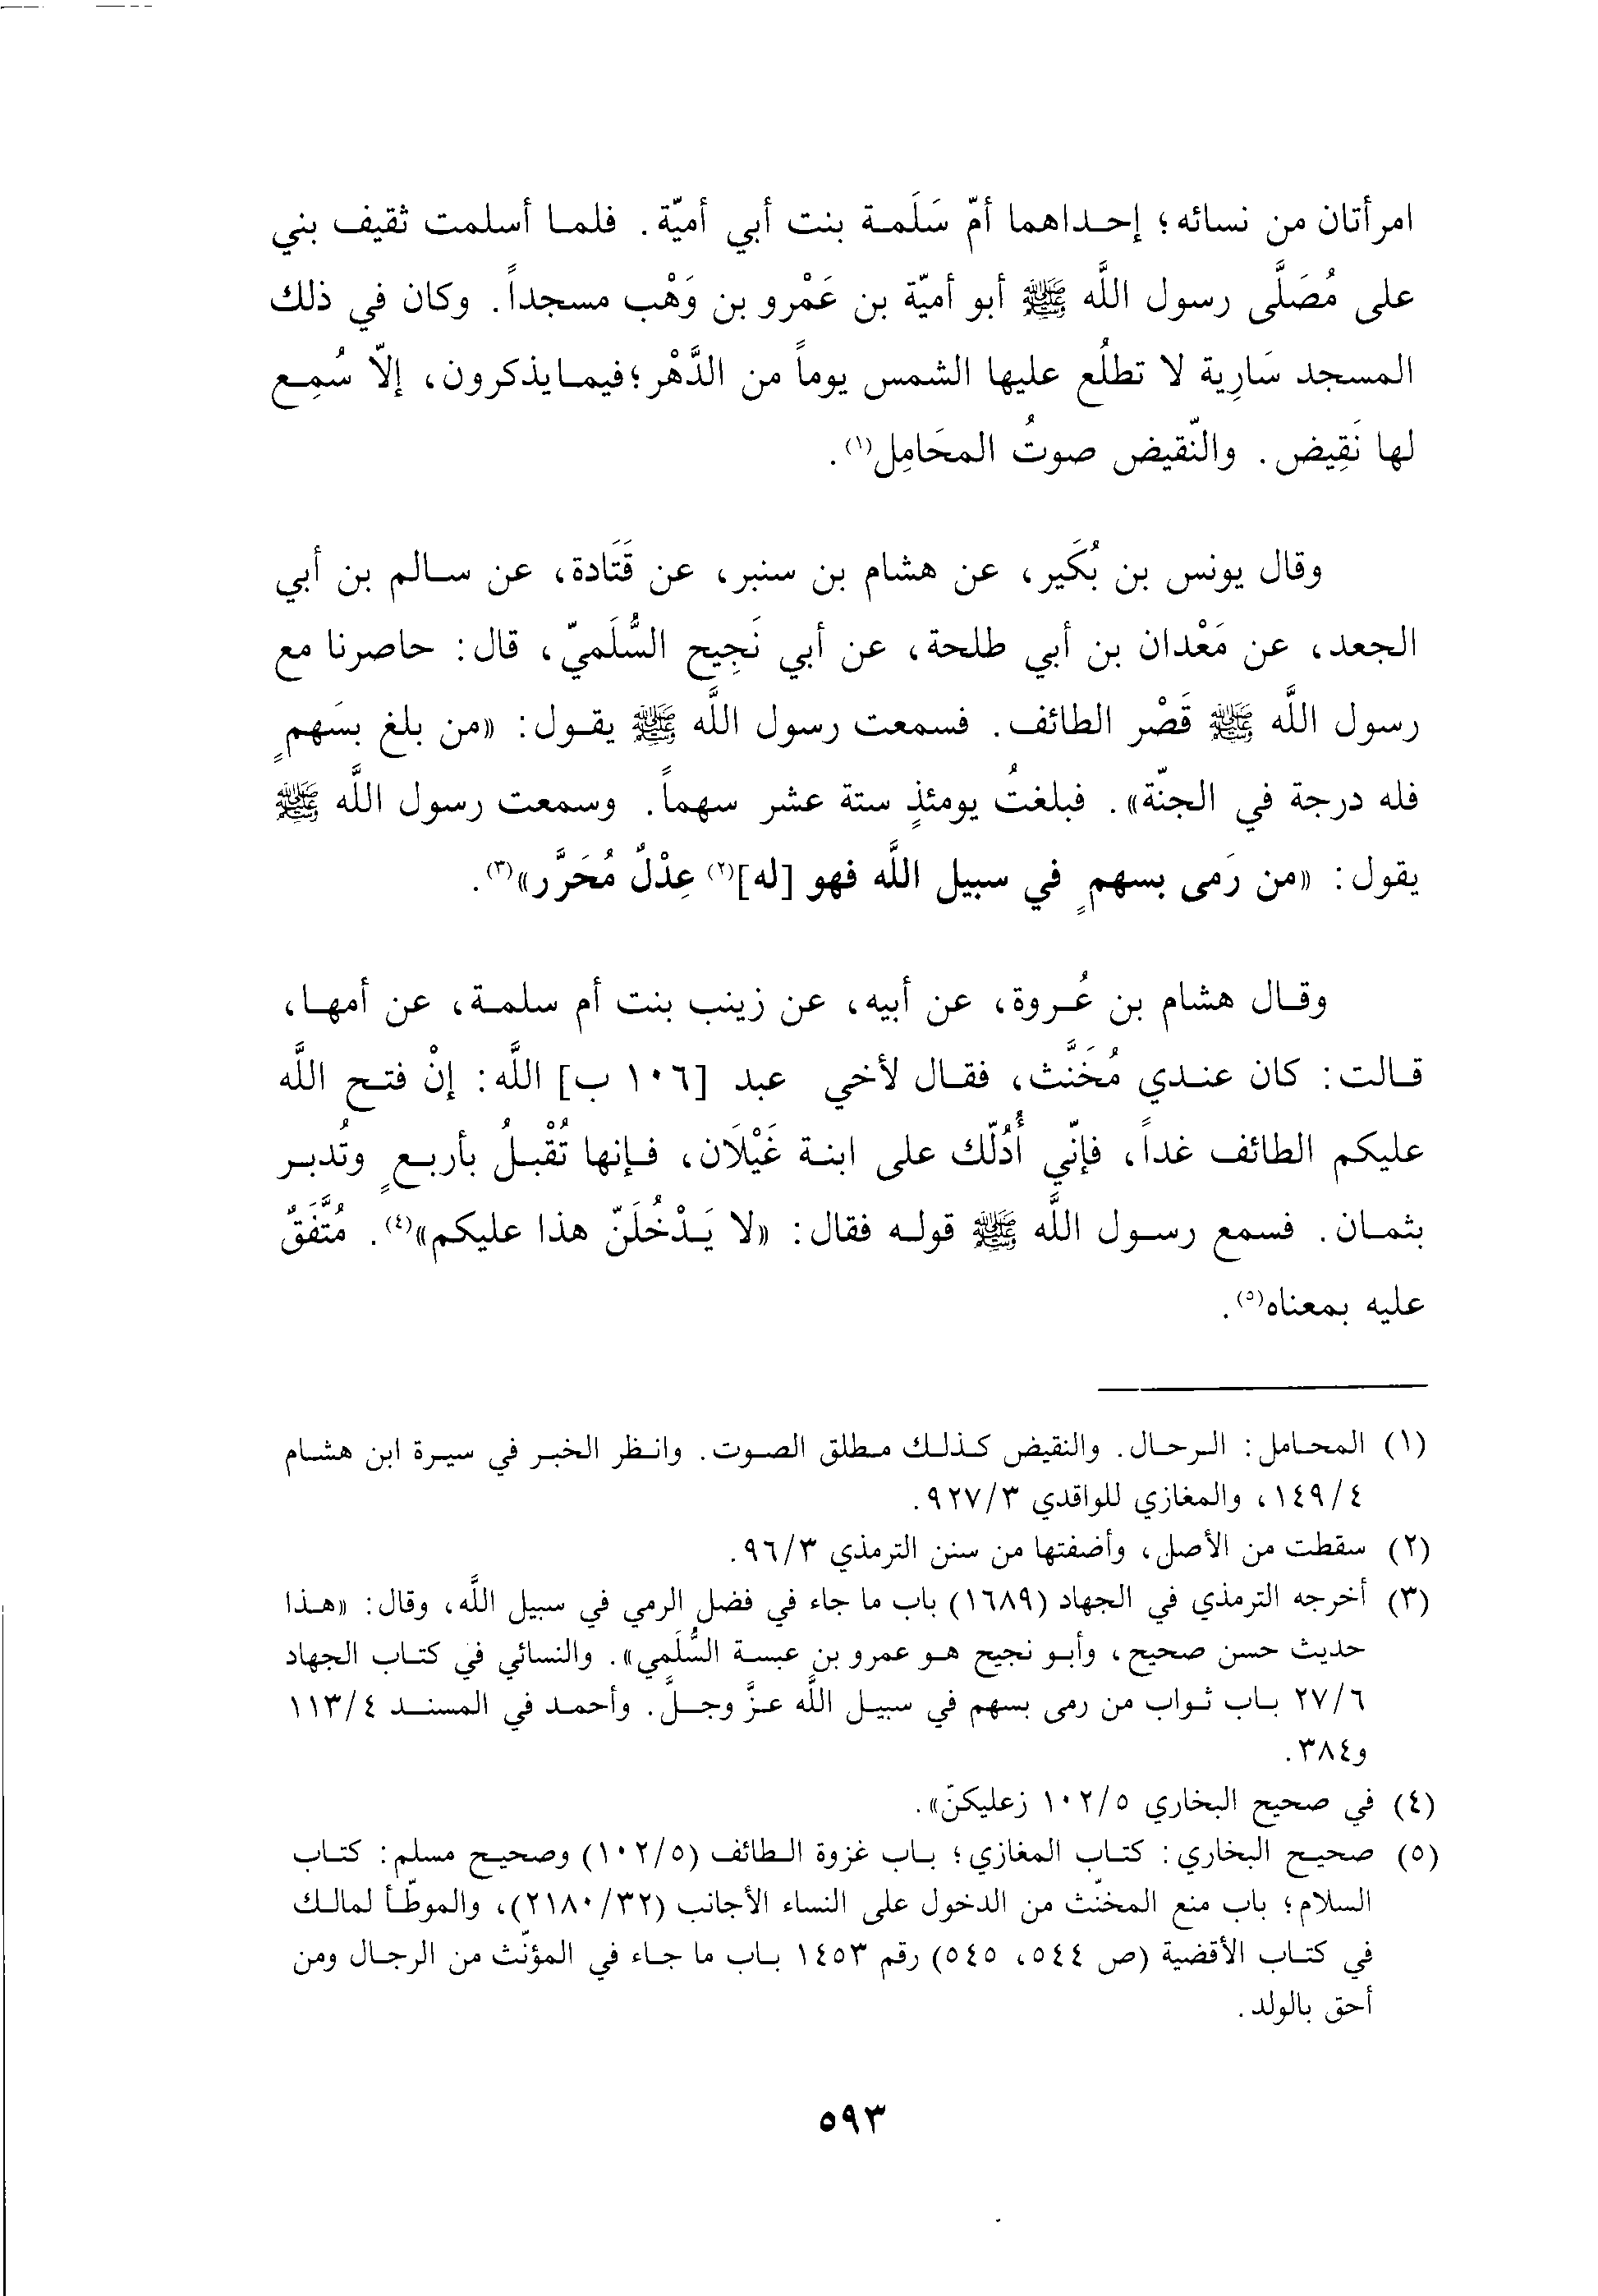 امرأتان من نسائه؛ إحداهما أمّ سَلَمة بنت أبي أميّة. فلما أسلمت ثقيف بني
على مُصَلَّى رسول اللَّه ﷺ أبو أميّة بن عَمْرو بن وَهْب مسجداً. وكان في ذلك
المسجد سَارِية لا تطلُع عليها الشمس يوماً من الدَّهْر؛ فيما يذكرون، إلاّ سُمِع
لها نَقِيض. والنّقيض صوتُ المحَامِل(١).
وقال يونس بن بُكَير، عن هشام بن سنبر، عن قَتَادة، عن سالم بن أبي
الجعد، عن مَعْدان بن أبي طلحة، عن أبي نَجِيح السُّلَميّ، قال: حاصرنا مع
رسول اللَّه ﷺ قَصْر الطائف. فسمعت رسول اللَّه ﷺ يقول: «من بلغ بسَهمٍ
فله درجة في الجنّة». فبلغتُ يومئذٍ ستة عشر سهماً. وسمعت رسول اللَّه ﷺ
يقول: «من رَمى بسهمٍ في سبيل اللَّه فهو [له](٢) عِدْلُ مُحَرَّر»(٣).
وقال هشام بن عُروة، عن أبيه، عن زينب بنت أم سلمة، عن أمها،
قالت: كان عندي مُخَنَّث، فقال لأخي عبد [١٠٦ ب] اللَّه: إنْ فتح اللَّه
عليكم الطائف غداً، فإنّي أُدُلّك على ابنة غَيْلَان، فإنها تُقْبلُ بأربعٍ وتُدبر
بثمان. فسمع رسول اللَّه ﷺ قوله فقال: «لا يَدْخُلَنّ هذا عليكم»(٤). مُتَّفَقٌ
عليه بمعناه(٥).
(١) المحامل: الرحال. والنقيض كذلك مطلق الصوت. وانظر الخبر في سيرة ابن هشام
١٤٩/٤، والمغازي للواقدي ٩٢٧/٣.
(٢) سقطت من الأصل، وأضفتها من سنن الترمذي ٩٦/٣.
(٣) أخرجه الترمذي في الجهاد (١٦٨٩) باب ما جاء في فضل الرمي في سبيل اللَّه، وقال: «هذا
حديث حسن صحيح، وأبو نجيح هو عمرو بن عبسة السُّلَمي». والنسائي في كتاب الجهاد
٢٧/٦ باب ثواب من رمى بسهم في سبيل اللَّه عزَّ وجلَّ. وأحمد في المسند ١١٣/٤
و٣٨٤.
(٤) في صحيح البخاري ١٠٢/٥ زعليكنّ».
(٥) صحيح البخاري: كتاب المغازي؛ باب غزوة الطائف (١٠٢/٥) وصحيح مسلم: كتاب
السلام؛ باب منع المخنّث من الدخول على النساء الأجانب (٢١٨٠/٣٢)، والموطّأ لمالك
في كتاب الأقضية (ص ٥٤٤، ٥٤٥) رقم ١٤٥٣ باب ما جاء في المؤنّث من الرجال ومن
أحق بالولد.
٥٩٣